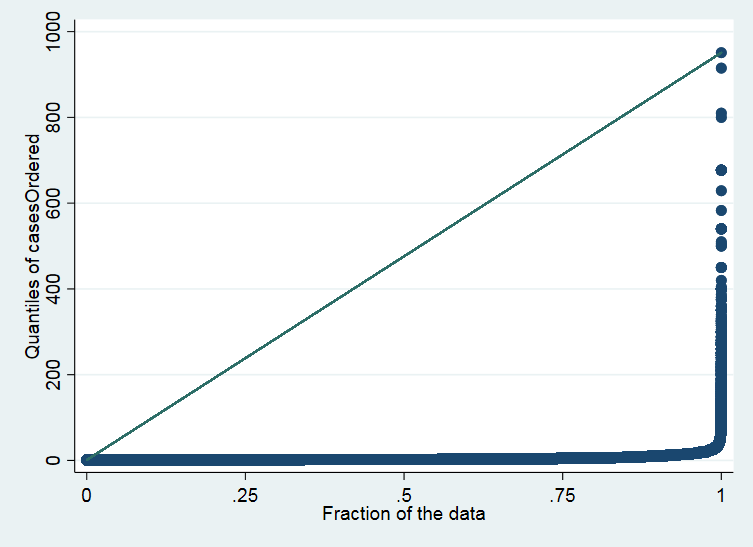 1000
800
600
400
200
0
Quantiles of casesOrdered
0 .25 .5 .75 1
Fraction of the data